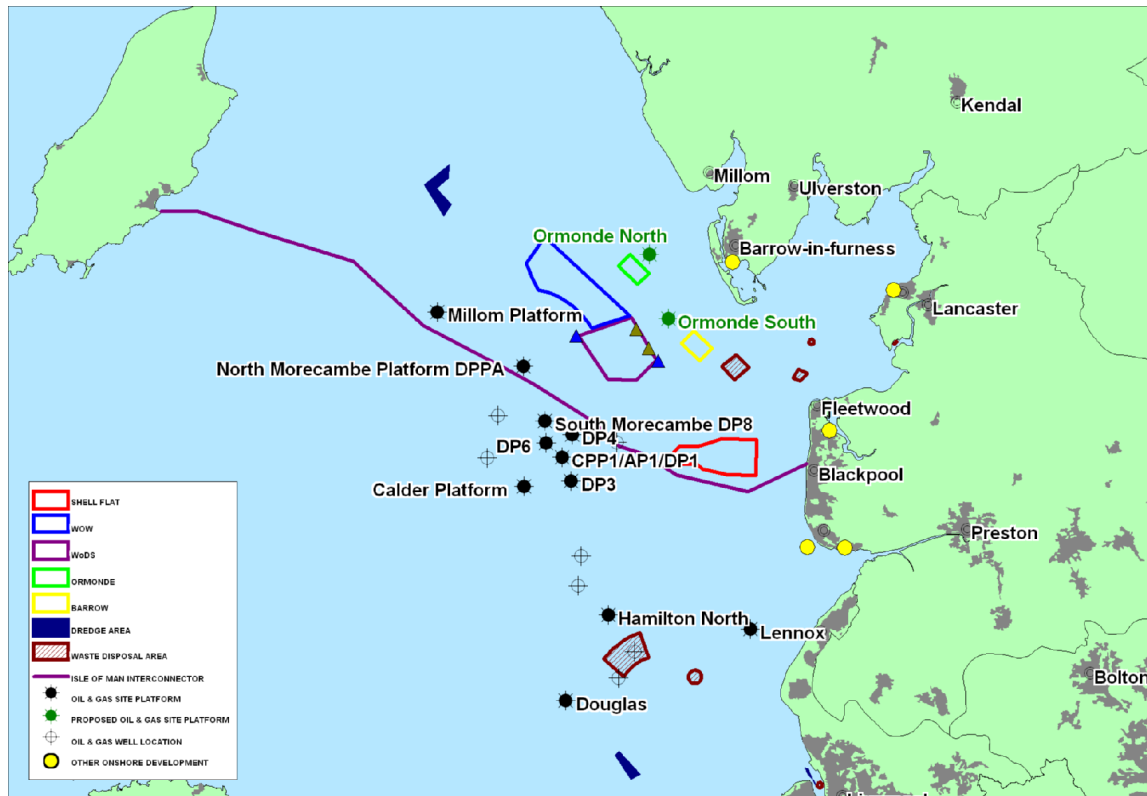 Kendal
Millom
Ulverston
Ormonde North
Barrow-in-furness
Lancaster
Millom Platform
Ormonde South
North Morecambe Platform DPPA
Fleetwood
South Morecambe DP8
DP4
DP6
CPP1/AP1/DP1
Blackpool
DP3
Calder Platform
Preston
Hamilton North
Lennox
Bolton
Douglas
SHELL FLAT
WOW
WoDS
ORMONDE
BARROW
DREDGE AREA
WASTE DISPOSAL AREA
ISLE OF MAN INTERCONNECTOR
OIL & GAS SITE PLATFORM
PROPOSED OIL & GAS SITE PLATFORM
OIL & GAS WELL LOCATION
OTHER ONSHORE DEVELOPMENT